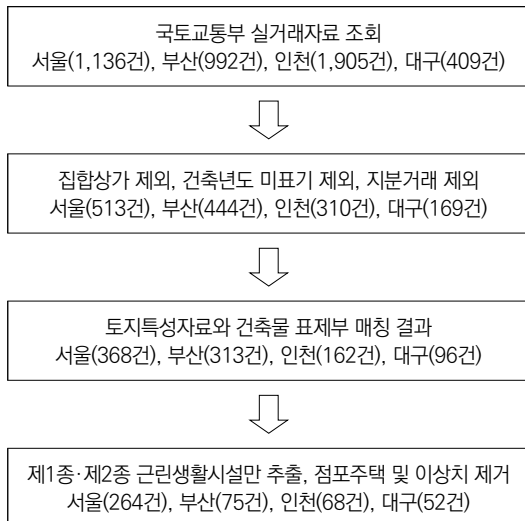 국토교통부 실거래자료 조회
서울(1,136건), 부산(992건), 인천(1,905건), 대구(409건)
집합상가 제외, 건축년도 미표기 제외, 지분거래 제외
서울(513건), 부산(444건), 인천(310건), 대구(169건)
토지특성자료와 건축물 표제부 매칭 결과
서울(368건), 부산(313건), 인천(162건), 대구(96건)
제1종·제2종 근린생활시설만 추출, 점포주택 및 이상치 제거
서울(264건), 부산(75건), 인천(68건), 대구(52건)